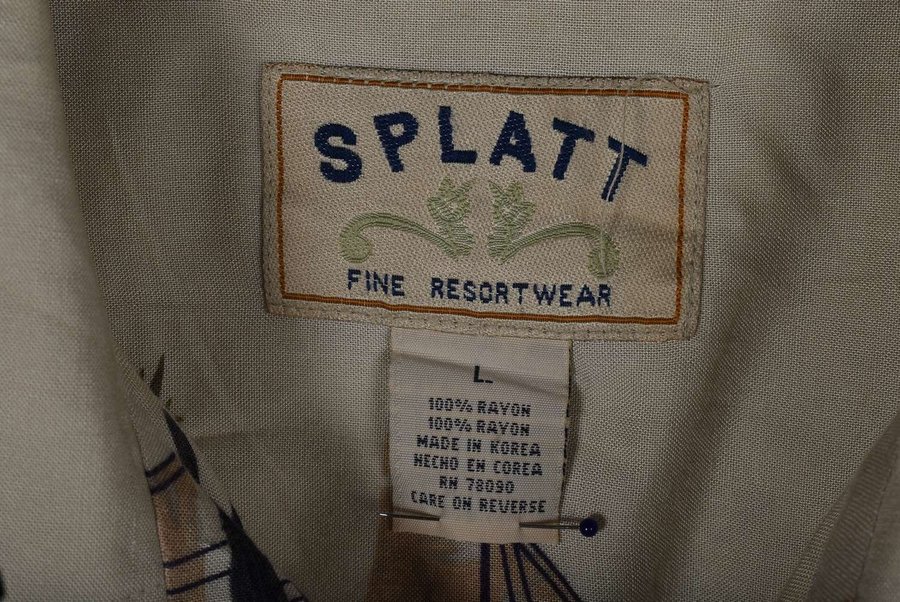 SPLATT
FINE RESORTWEAR
L.
100% RAYON
100% RAYON
MADE IN KOREA
HECHO EN COREA
RN 78090
CARE ON REVERSE